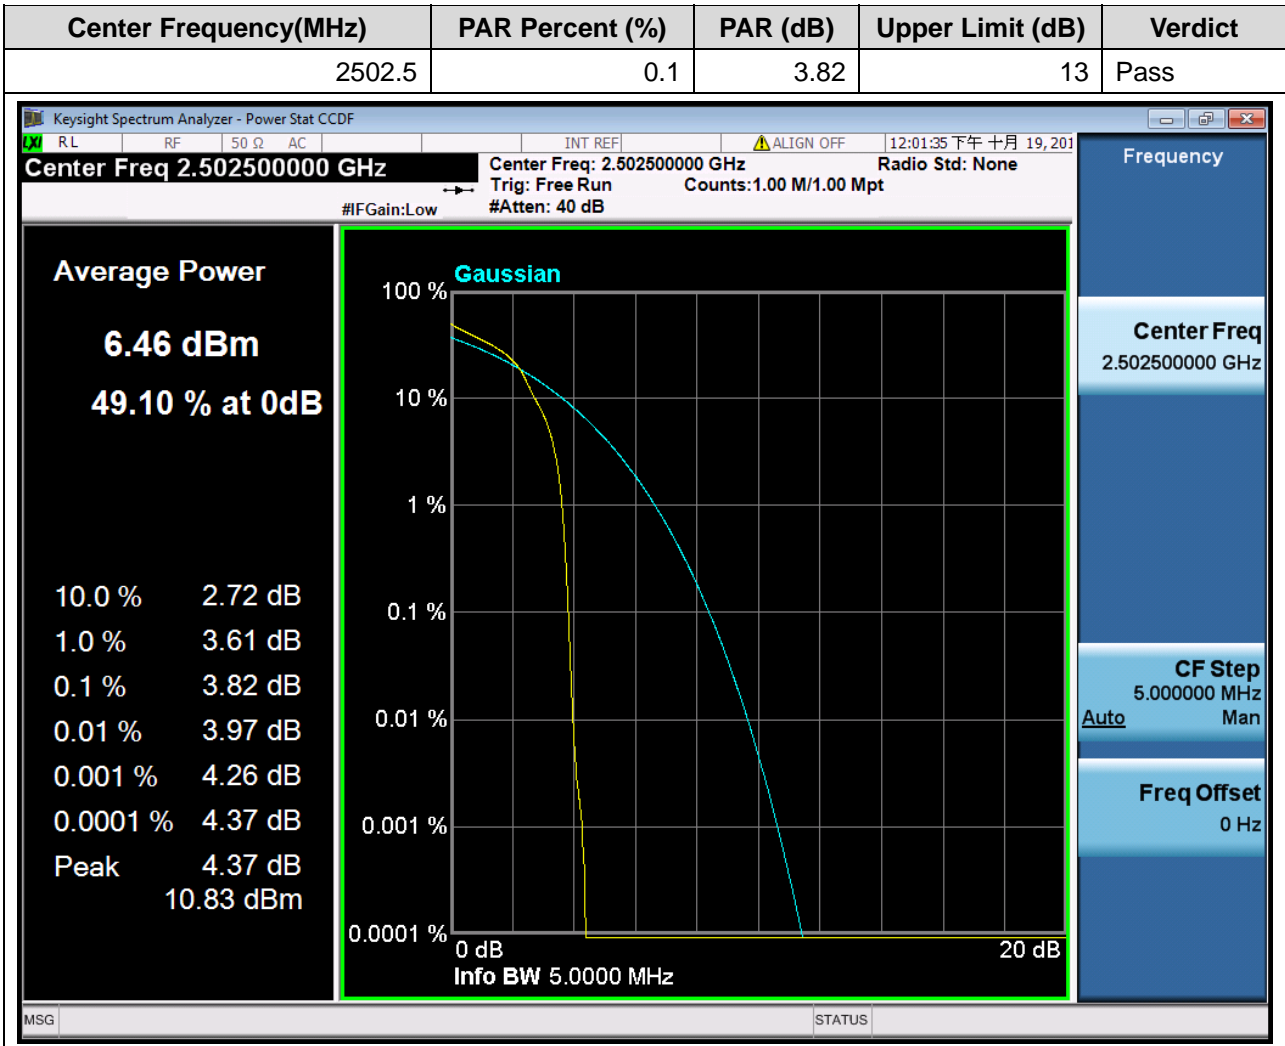 Center Frequency(MHz) PAR Percent (%) PAR (dB) Upper Limit (dB) Verdict
2502.5 0.1 3.82 13 Pass
Keysight Spectrum Analyzer - Power Stat CCDF
LXI RL RF 50 Ω AC INT REF ALIGN OFF 12:01:35 下午 十月 19, 201
Center Freq 2.502500000 GHz
Center Freq: 2.502500000 GHz Radio Std: None
Trig: Free Run Counts:1.00 M/1.00 Mpt
#IFGain:Low #Atten: 40 dB
Average Power
6.46 dBm
49.10 % at 0dB
10.0 % 2.72 dB
1.0 % 3.61 dB
0.1 % 3.82 dB
0.01 % 3.97 dB
0.001 % 4.26 dB
0.0001 % 4.37 dB
Peak 4.37 dB
10.83 dBm
Gaussian
100 %
10 %
1 %
0.1 %
0.01 %
0.001 %
0.0001 %
0 dB 20 dB
Info BW 5.0000 MHz
Frequency
Center Freq
2.502500000 GHz
CF Step
5.000000 MHz
Auto Man
Freq Offset
0 Hz
MSG STATUS